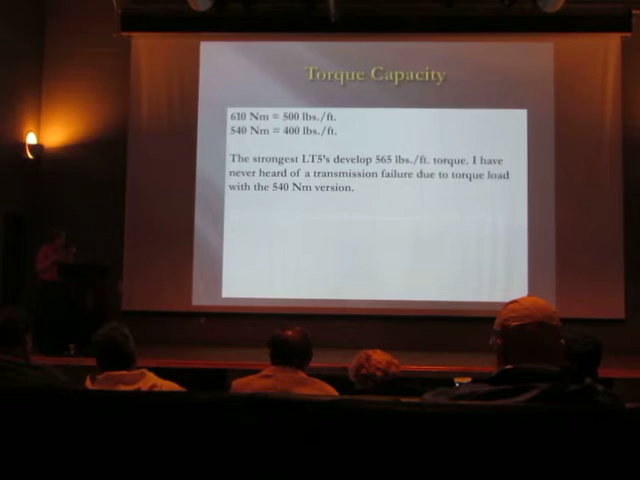 Torque Capacity
610 Nm = 500 lbs./ft.
540 Nm = 400 lbs./ft.
The strongest LT5's develop 565 lbs./ft. torque. I have
never heard of a transmission failure due to torque load
with the 540 Nm version.